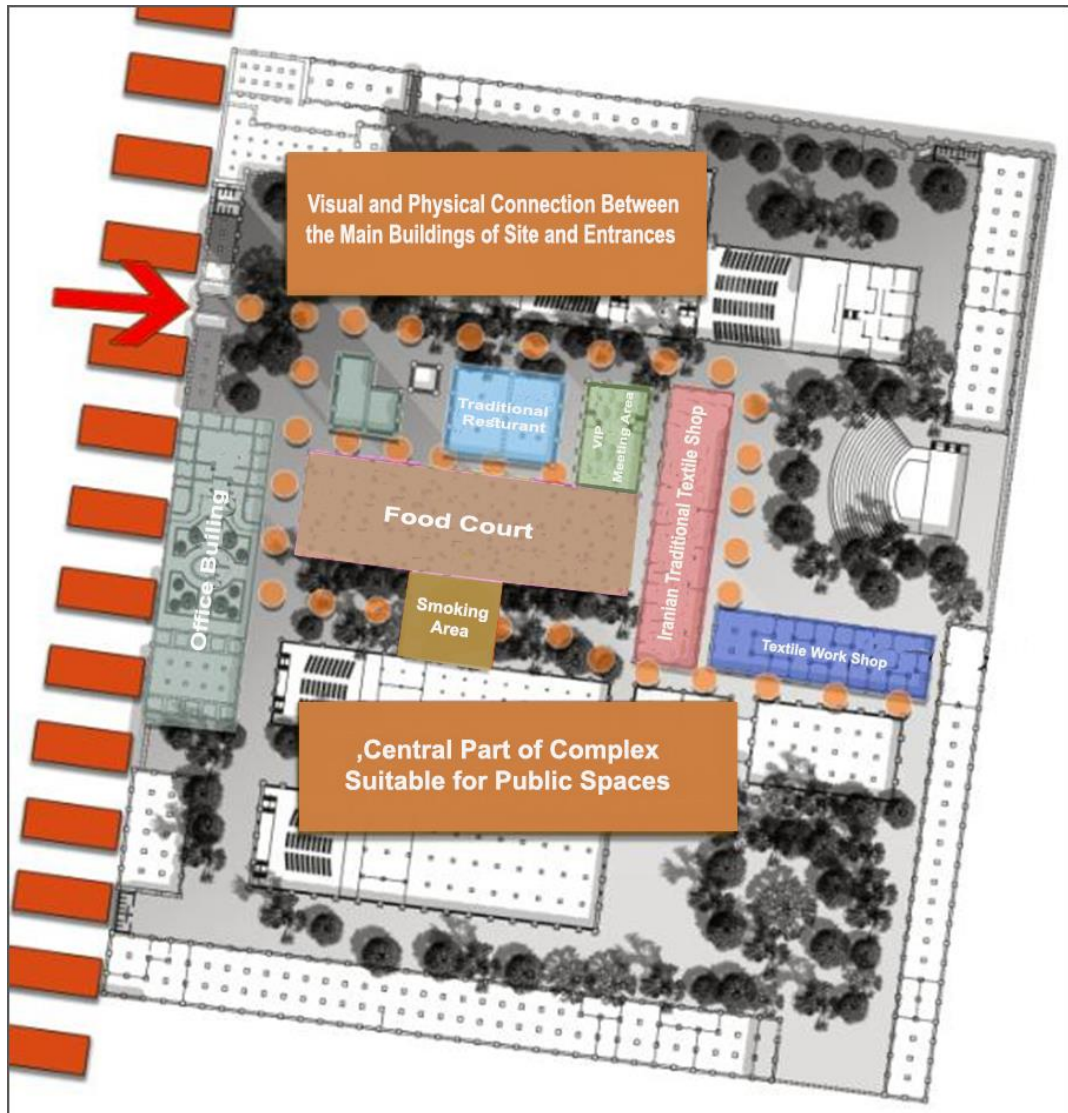 Visual and Physical Connection Between
the Main Buildings of Site and Entrances
Traditional
Resturant
VIP
Meeting Area
Iranian Traditional Textile Shop
Food Court
Office Builing
Smoking
Area
Textile Work Shop
,Central Part of Complex
Suitable for Public Spaces